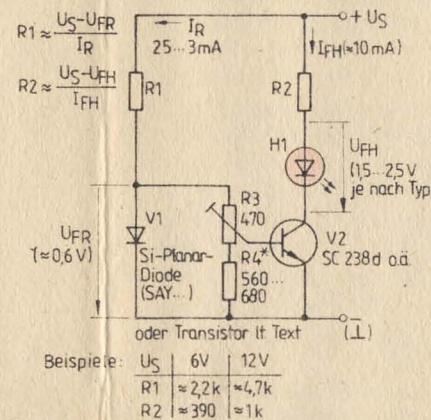 R1 ≈ (US-UFR)/IR
R2 ≈ (US-UFH)/IFH
IR
25...3mA
+ US
IFH (≈10 mA)
R1
R2
H1
UFH
(1,5...2,5V
je nach Typ
UFR
(≈0,6V)
V1
Si-Planar-
Diode
(SAY...)
R3
470
R4*
560...
680
V2
SC 238d o.ä.
oder Transistor lt. Text
(⊥)
Beispiele: US 6V 12V
R1 ≈2,2k ≈4,7k
R2 ≈390 ≈1k